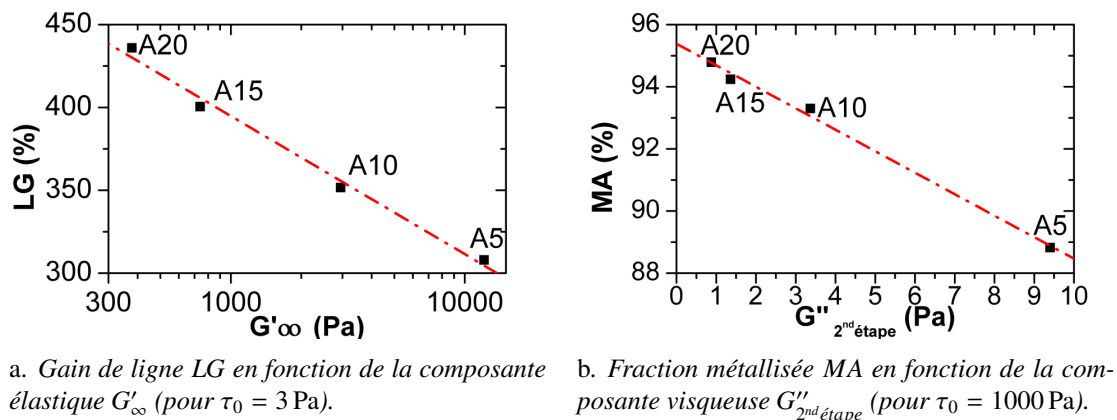 450
400
350
300
LG (%)
A20
A15
A10
A5
300
1000
10000
G'∞ (Pa)
96
94
92
90
88
MA (%)
A20
A15
A10
A5
0 1 2 3 4 5 6 7 8 9 10
G'' 2nd étape (Pa)
a. Gain de ligne LG en fonction de la composante
élastique G′∞ (pour τ0 = 3 Pa).
b. Fraction métallisée MA en fonction de la com-
posante visqueuse G′′2nd étape (pour τ0 = 1000 Pa).